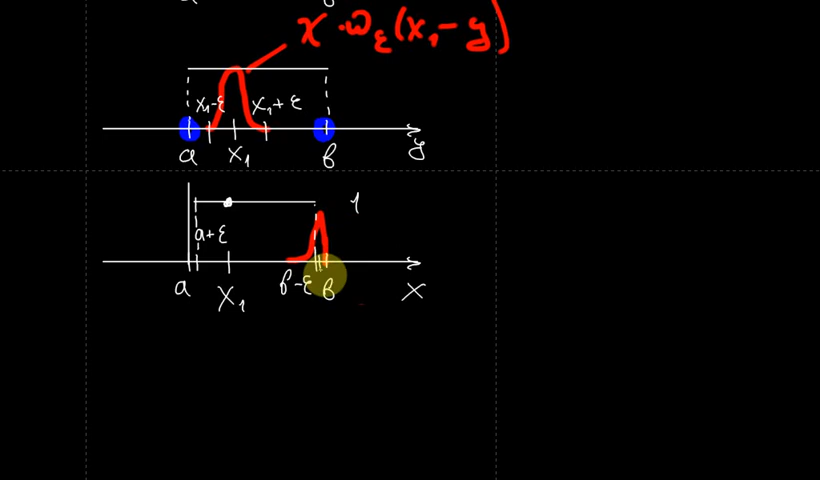 χ · ω_ε (x₁ - y)
x₁-ε x₁+ε
a x₁ b y
1
a+ε
a x₁ b-ε b x